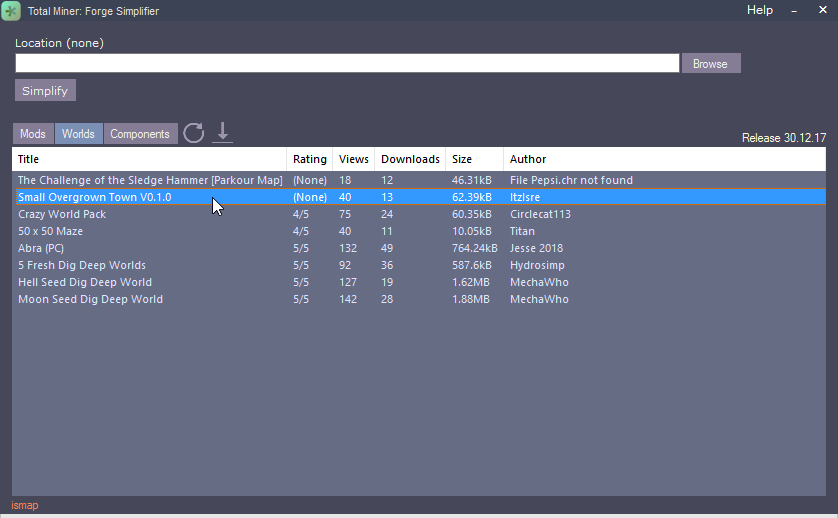 Total Miner: Forge Simplifier Help
Location (none)
Browse
Simplify
Mods Worlds Components
Release 30.12.17
Title Rating Views Downloads Size Author
The Challenge of the Sledge Hammer [Parkour Map] (None) 18 12 46.31kB File Pepsi.chr not found
Small Overgrown Town V0.1.0 (None) 40 13 62.39kB ItzIsre
Crazy World Pack 4/5 75 24 60.35kB Circlecat113
50 x 50 Maze 4/5 40 11 10.05kB Titan
Abra (PC) 5/5 132 49 764.24kB Jesse 2018
5 Fresh Dig Deep Worlds 5/5 92 36 587.6kB Hydrosimp
Hell Seed Dig Deep World 5/5 127 19 1.62MB MechaWho
Moon Seed Dig Deep World 5/5 142 28 1.88MB MechaWho
ismap